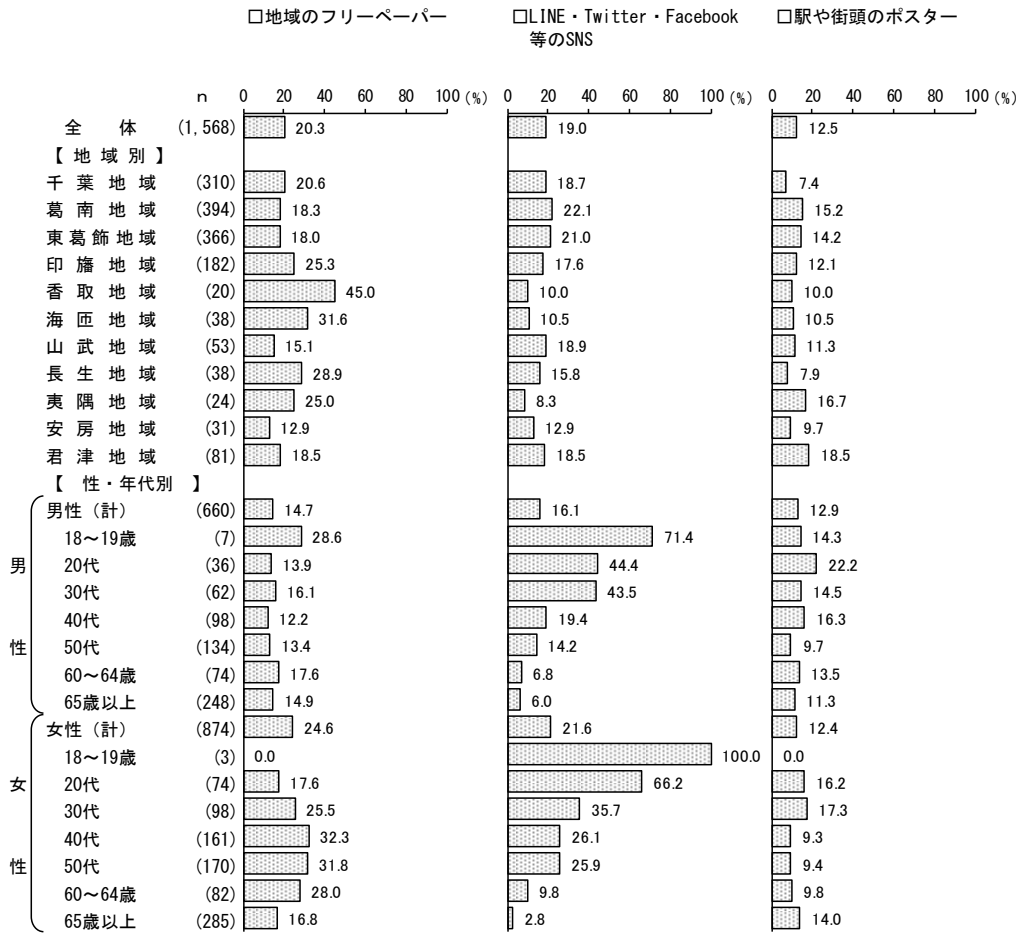 □地域のフリーペーパー □LINE・Twitter・Facebook □駅や街頭のポスター
等のSNS
n 0 20 40 60 80 100 (%) 0 20 40 60 80 100 (%) 0 20 40 60 80 100 (%)
全体 (1,568) 20.3 19.0 12.5
【地域別】
千葉地域 (310) 20.6 18.7 7.4
葛南地域 (394) 18.3 22.1 15.2
東葛飾地域 (366) 18.0 21.0 14.2
印旛地域 (182) 25.3 17.6 12.1
香取地域 (20) 45.0 10.0 10.0
海匝地域 (38) 31.6 10.5 10.5
山武地域 (53) 15.1 18.9 11.3
長生地域 (38) 28.9 15.8 7.9
夷隅地域 (24) 25.0 8.3 16.7
安房地域 (31) 12.9 12.9 9.7
君津地域 (81) 18.5 18.5 18.5
【性・年代別】
男性（計） (660) 14.7 16.1 12.9
18～19歳 (7) 28.6 71.4 14.3
男 20代 (36) 13.9 44.4 22.2
30代 (62) 16.1 43.5 14.5
40代 (98) 12.2 19.4 16.3
性 50代 (134) 13.4 14.2 9.7
60～64歳 (74) 17.6 6.8 13.5
65歳以上 (248) 14.9 6.0 11.3
女性（計） (874) 24.6 21.6 12.4
18～19歳 (3) 0.0 100.0 0.0
女 20代 (74) 17.6 66.2 16.2
30代 (98) 25.5 35.7 17.3
40代 (161) 32.3 26.1 9.3
性 50代 (170) 31.8 25.9 9.4
60～64歳 (82) 28.0 9.8 9.8
65歳以上 (285) 16.8 2.8 14.0